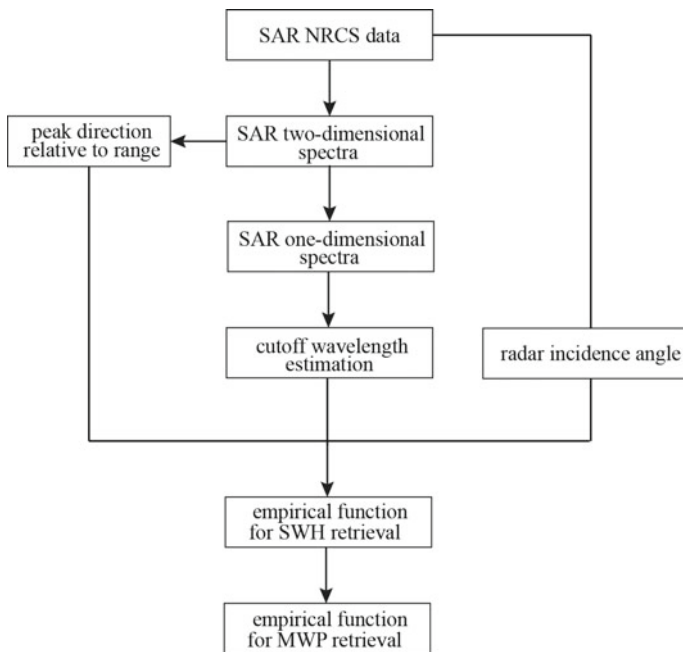 SAR NRCS data
peak direction
relative to range
SAR two-dimensional
spectra
SAR one-dimensional
spectra
cutoff wavelength
estimation
radar incidence angle
empirical function
for SWH retrieval
empirical function
for MWP retrieval